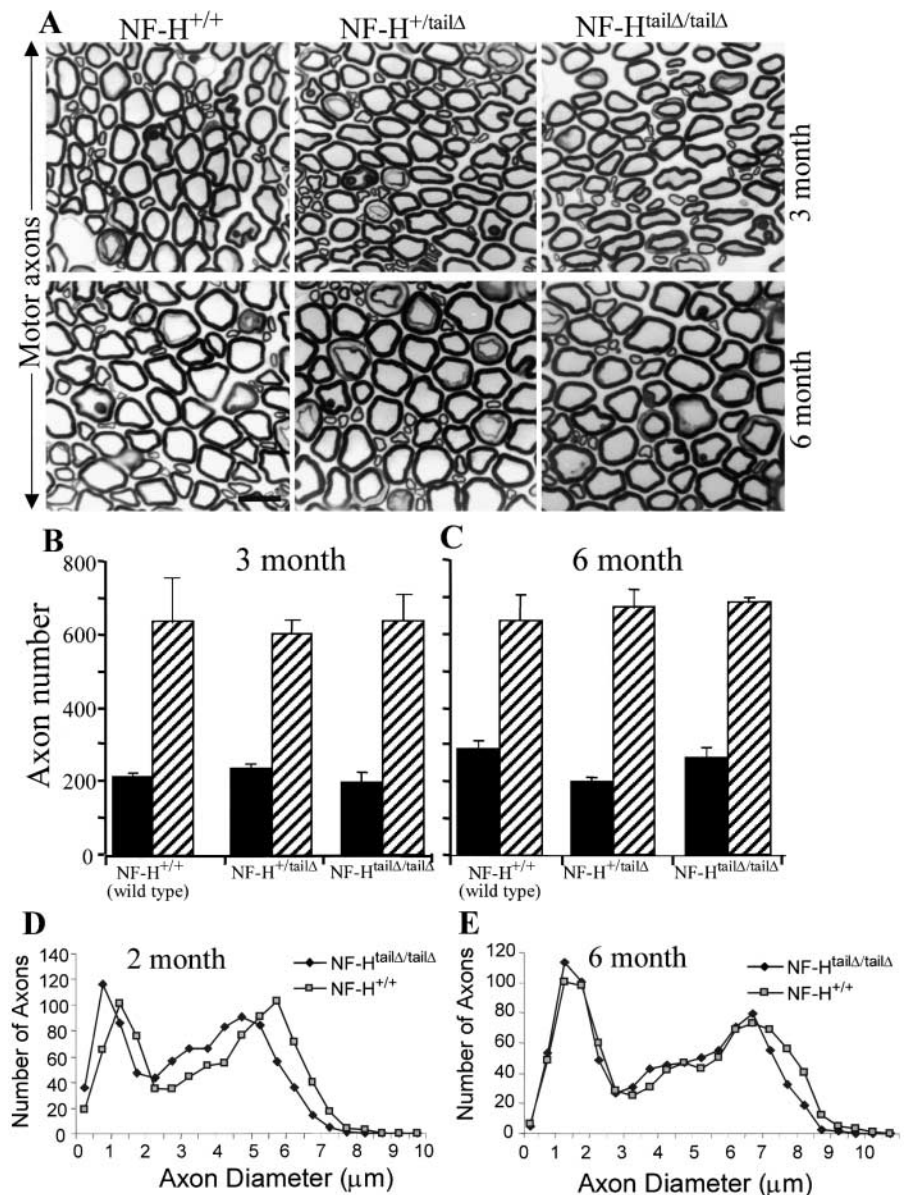 A
NF-H+/+
NF-H+/tailΔ
NF-HtailΔ/tailΔ
Motor axons
3 month
6 month
B
3 month
C
6 month
Axon number
800
600
400
200
0
NF-H+/+
(wild type)
NF-H+/tailΔ
NF-HtailΔ/tailΔ
NF-H+/+
(wild type)
NF-H+/tailΔ
NF-HtailΔ/tailΔ
D
2 month
NF-HtailΔ/tailΔ
NF-H+/+
Number of Axons
140
120
100
80
60
40
20
0
0 1 2 3 4 5 6 7 8 9 10
Axon Diameter (μm)
E
6 month
NF-HtailΔ/tailΔ
NF-H+/+
Number of Axons
120
100
80
60
40
20
0
0 1 2 3 4 5 6 7 8 9 10
Axon Diameter (μm)